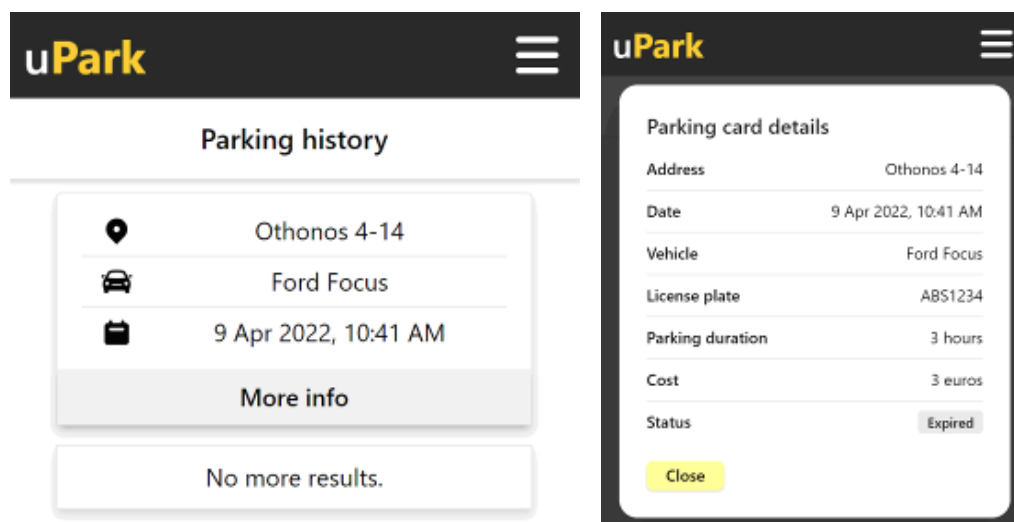 uPark
Parking history
Othonos 4-14
Ford Focus
9 Apr 2022, 10:41 AM
More info
No more results.
uPark
Parking card details
Address Othonos 4-14
Date 9 Apr 2022, 10:41 AM
Vehicle Ford Focus
License plate ABS1234
Parking duration 3 hours
Cost 3 euros
Status Expired
Close